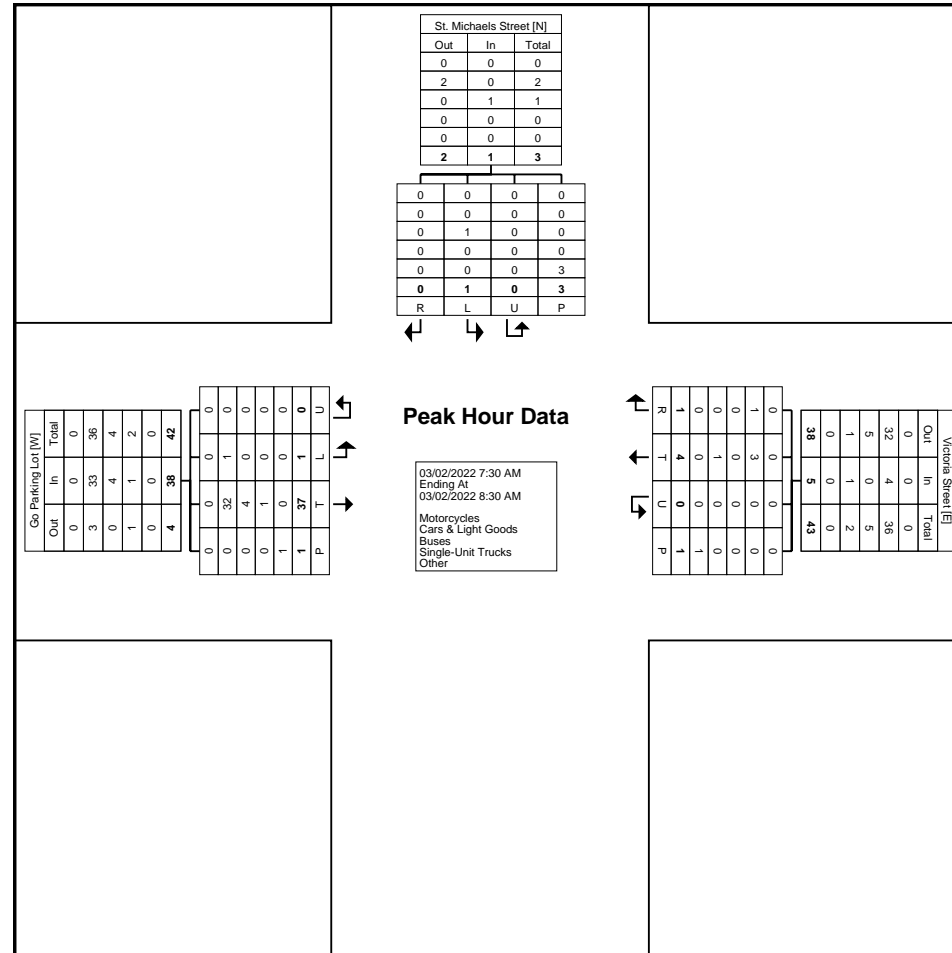 St. Michaels Street [N]
Out In Total
0 0 0
2 0 2
0 1 1
0 0 0
0 0 0
2 1 3
0 0 0 0
0 0 0 0
0 1 0 0
0 0 0 0
0 0 0 3
0 1 0 3
R L U P
Go Parking Lot [W]
Out In Total
0 0 0
3 33 36
0 4 4
1 1 2
0 0 0
4 38 42
0 0 0 0
0 32 1 0
0 4 0 0
0 1 0 0
1 0 0 0
1 37 1 0
P T L U
Peak Hour Data
03/02/2022 7:30 AM
Ending At
03/02/2022 8:30 AM
Motorcycles
Cars & Light Goods
Buses
Single-Unit Trucks
Other
Victoria Street [E]
Out In Total
0 0 0
32 4 36
5 0 5
1 1 2
0 0 0
38 5 43
0 0 0 0
1 3 0 0
0 0 0 0
0 1 0 0
0 0 0 1
1 4 0 1
R T U P